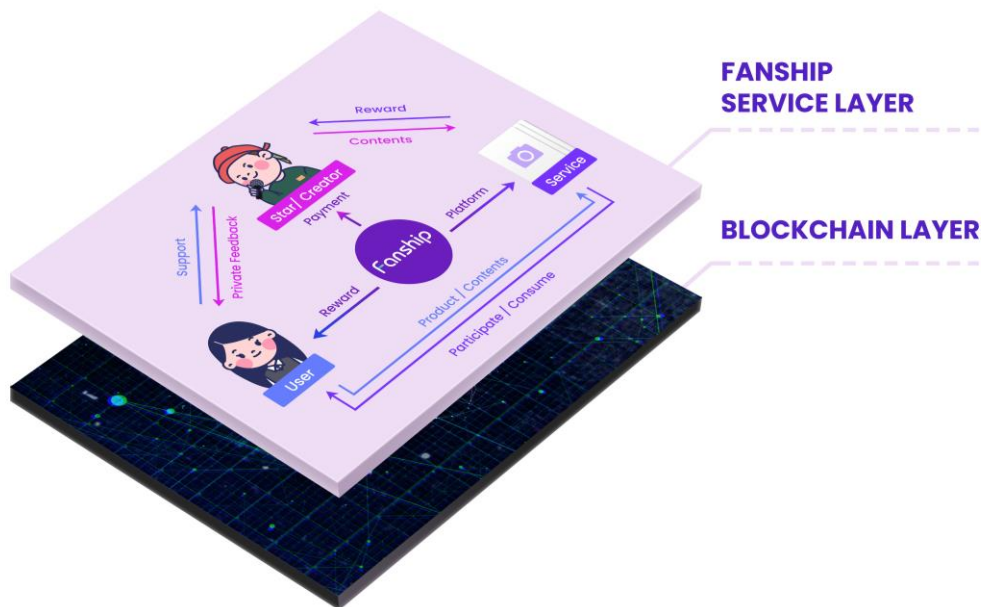 FANSHIP
SERVICE LAYER
BLOCKCHAIN LAYER
Reward
Contents
Star/ Creator
Service
Payment
Platform
Fanship
Support
Private Feedback
Reward
Product / Contents
Participate / Consume
User